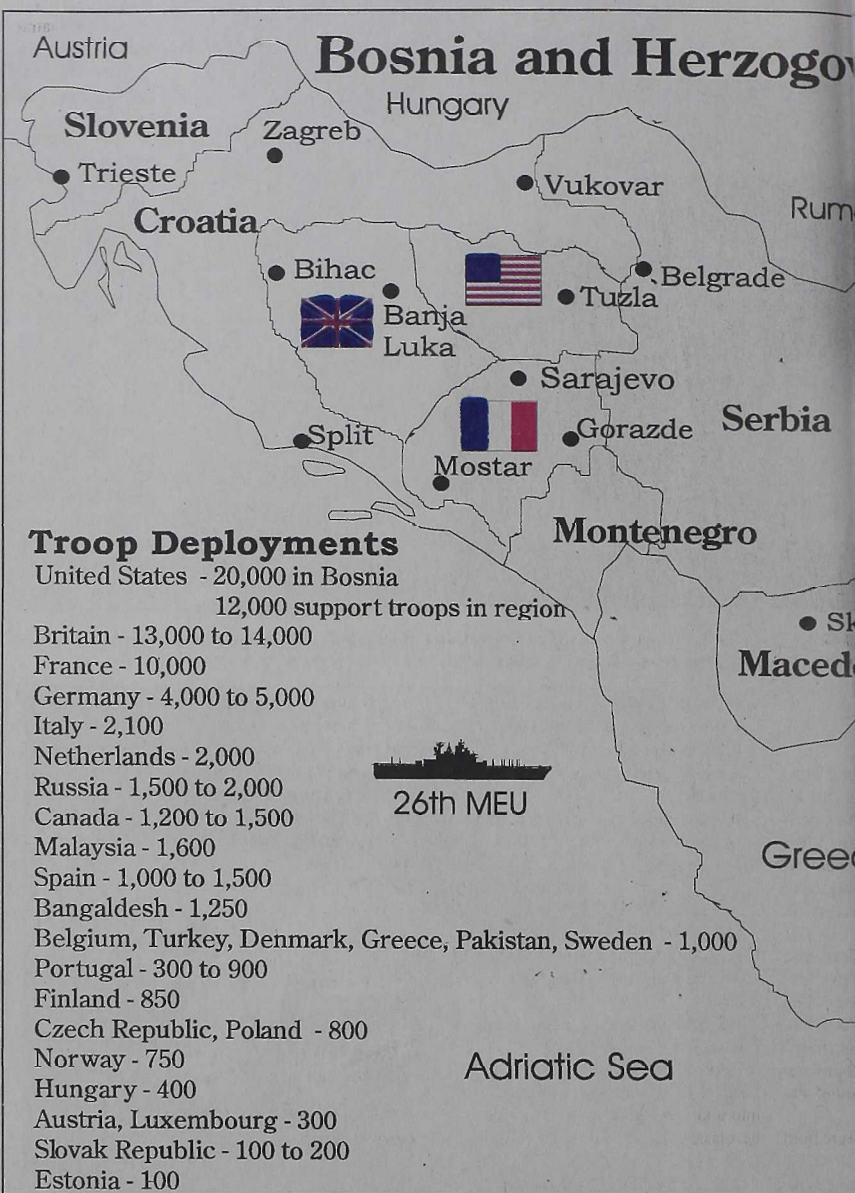 Austria
Bosnia and Herzogo
Hungary
Slovenia
Zagreb
Trieste
Vukovar
Rum
Croatia
Bihac
Belgrade
Tuzla
Banja
Luka
Sarajevo
Serbia
Gorazde
Split
Mostar
Montenegro
Troop Deployments
United States - 20,000 in Bosnia
12,000 support troops in region
Sk
Britain - 13,000 to 14,000
Maced
France - 10,000
Germany - 4,000 to 5,000
Italy - 2,100
Netherlands - 2,000
Russia - 1,500 to 2,000
26th MEU
Canada - 1,200 to 1,500
Malaysia - 1,600
Gree
Spain - 1,000 to 1,500
Bangaldesh - 1,250
Belgium, Turkey, Denmark, Greece, Pakistan, Sweden - 1,000
Portugal - 300 to 900
Finland - 850
Czech Republic, Poland - 800
Norway - 750
Adriatic Sea
Hungary - 400
Austria, Luxembourg - 300
Slovak Republic - 100 to 200
Estonia - 100